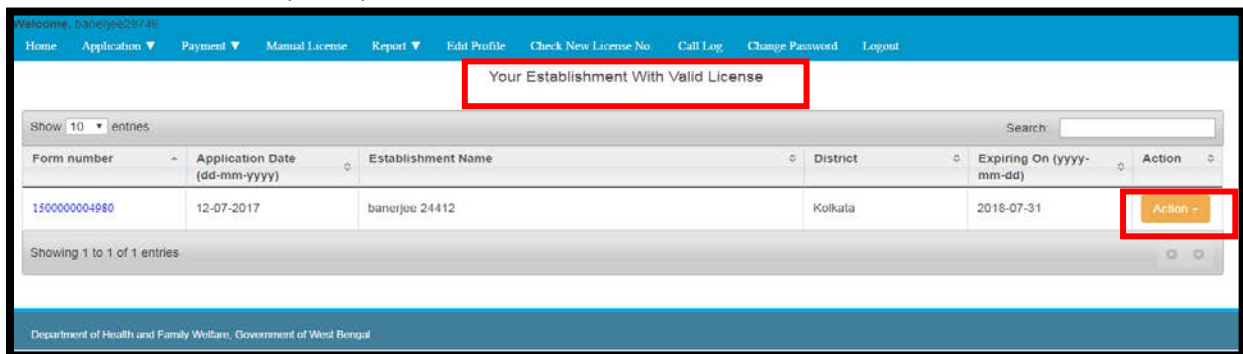 Welcome, banerjee29746
Home Application ▼ Payment ▼ Manual License Report ▼ Edit Profile Check New License No Call Log Change Password Logout
Your Establishment With Valid License
Show 10 ▼ entries Search:
Form number Application Date (dd-mm-yyyy) Establishment Name District Expiring On (yyyy-mm-dd) Action
1500000004980 12-07-2017 banerjee 24412 Kolkata 2018-07-31 Action
Showing 1 to 1 of 1 entries
Department of Health and Family Welfare, Government of West Bengal